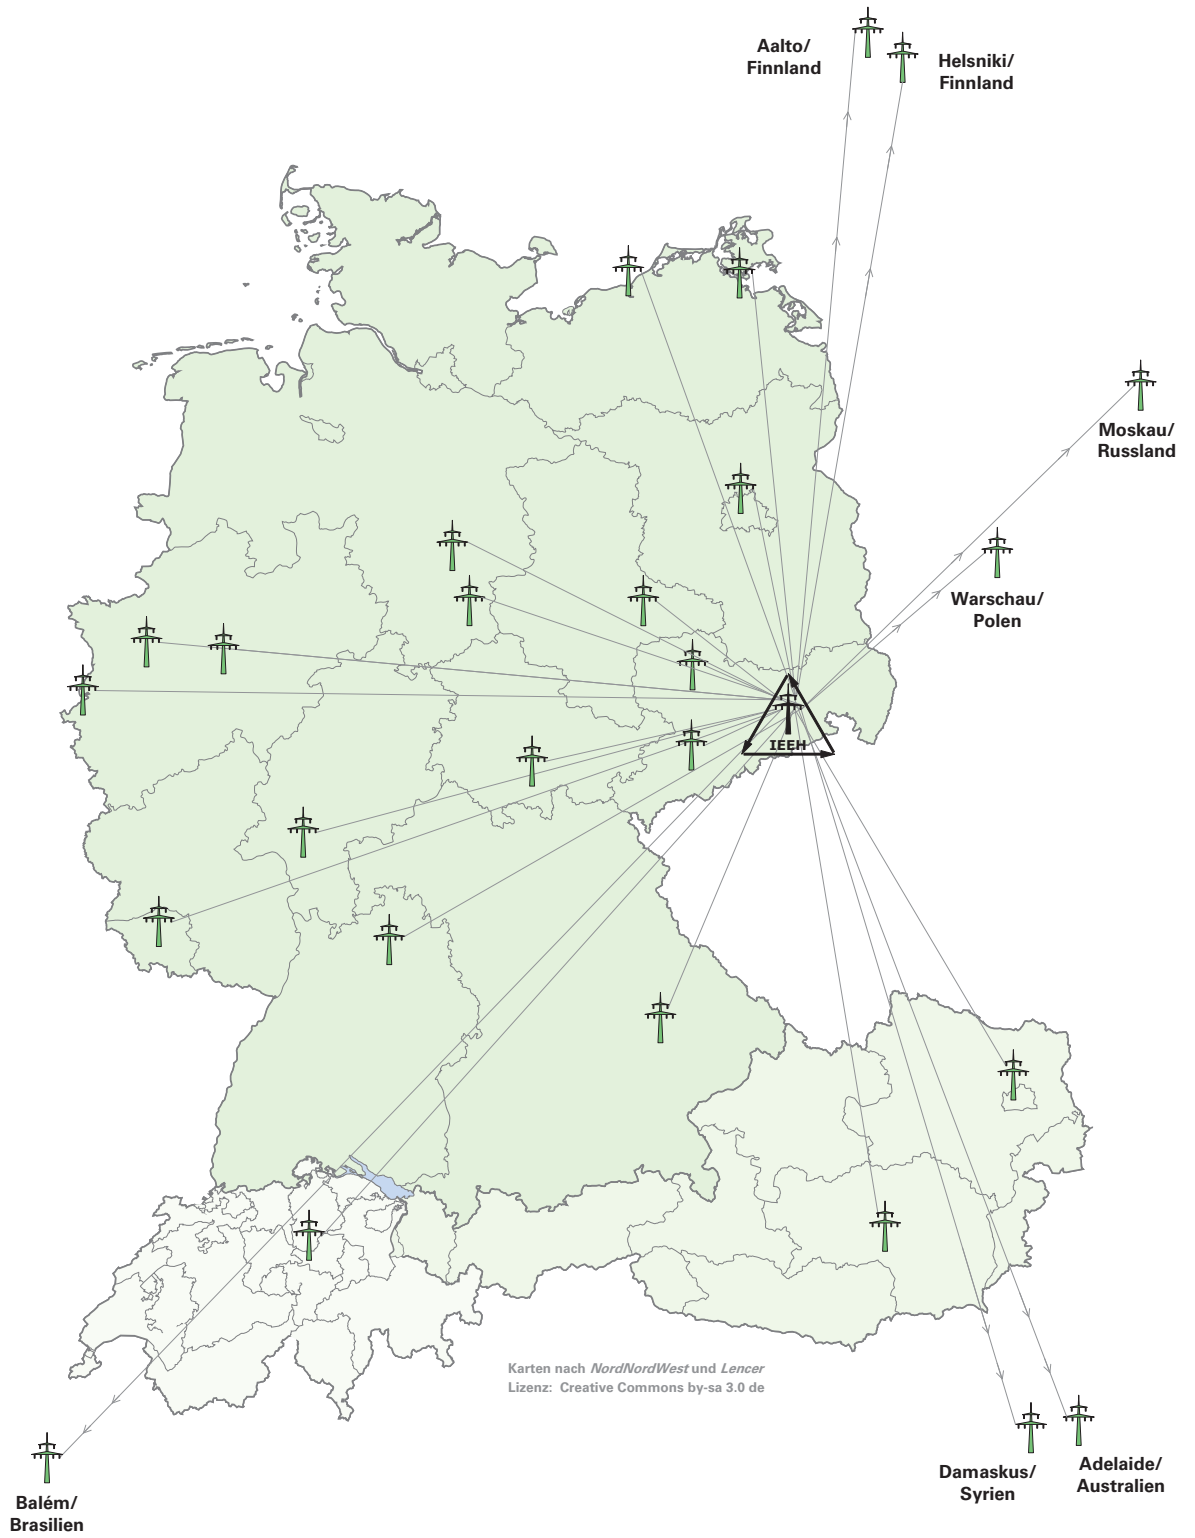 Aalto/
Finnland
Helsniki/
Finnland
Moskau/
Russland
Warschau/
Polen
IEEH
Karten nach NordNordWest und Lencer
Lizenz: Creative Commons by-sa 3.0 de
Damaskus/
Syrien
Adelaide/
Australien
Balém/
Brasilien